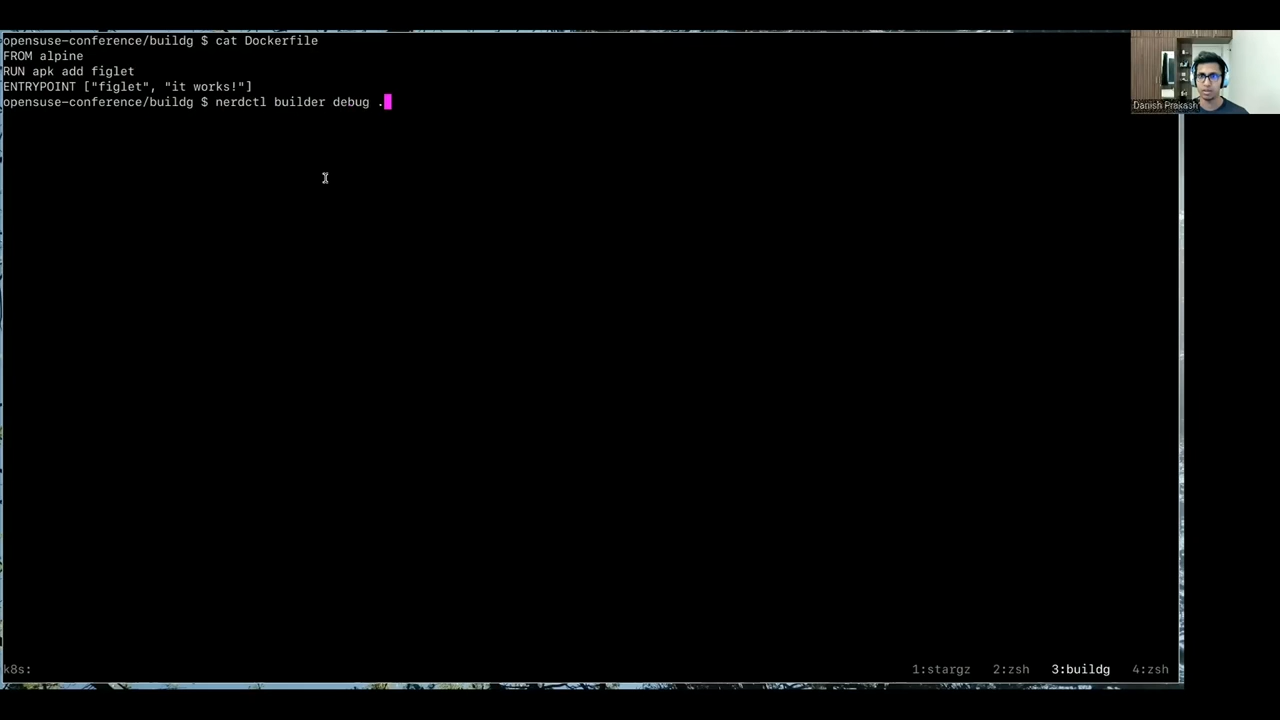 opensuse-conference/buildg $ cat Dockerfile
FROM alpine
RUN apk add figlet
ENTRYPOINT ["figlet", "it works!"]
opensuse-conference/buildg $ nerdctl builder debug .
Danish Prakash
k8s: 1:stargz 2:zsh 3:buildg 4:zsh